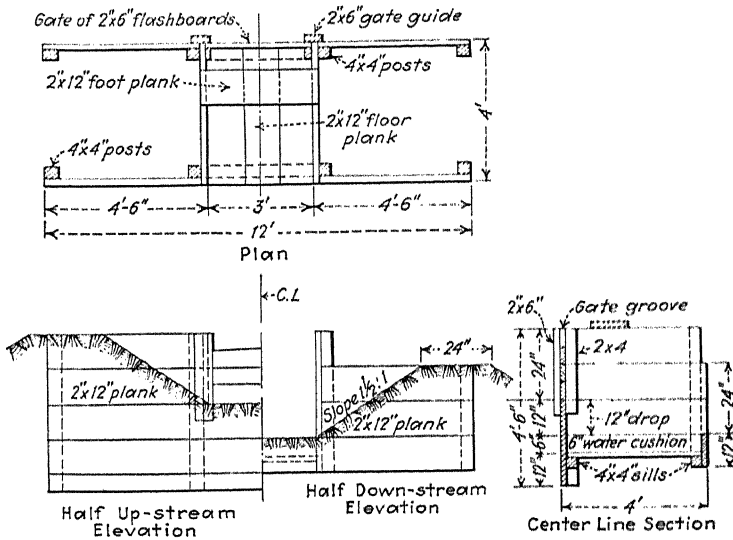 Gate of 2"x6" flashboards
2"x6" gate guide
4"x4" posts
2"x12" foot plank
2"x12" floor
plank
4"x4" posts
4'
4'-6"
3'
4'-6"
12'
Plan
C.L
2"x12" plank
24"
Slope 1½:1
2"x12" plank
Half Up-stream
Elevation
Half Down-stream
Elevation
2"x6"
Gate groove
2x4
4'-6"
12"*6*12"*-24"
12" drop
6" water cushion
12"*-24"
4"x4" sills
4'
Center Line Section